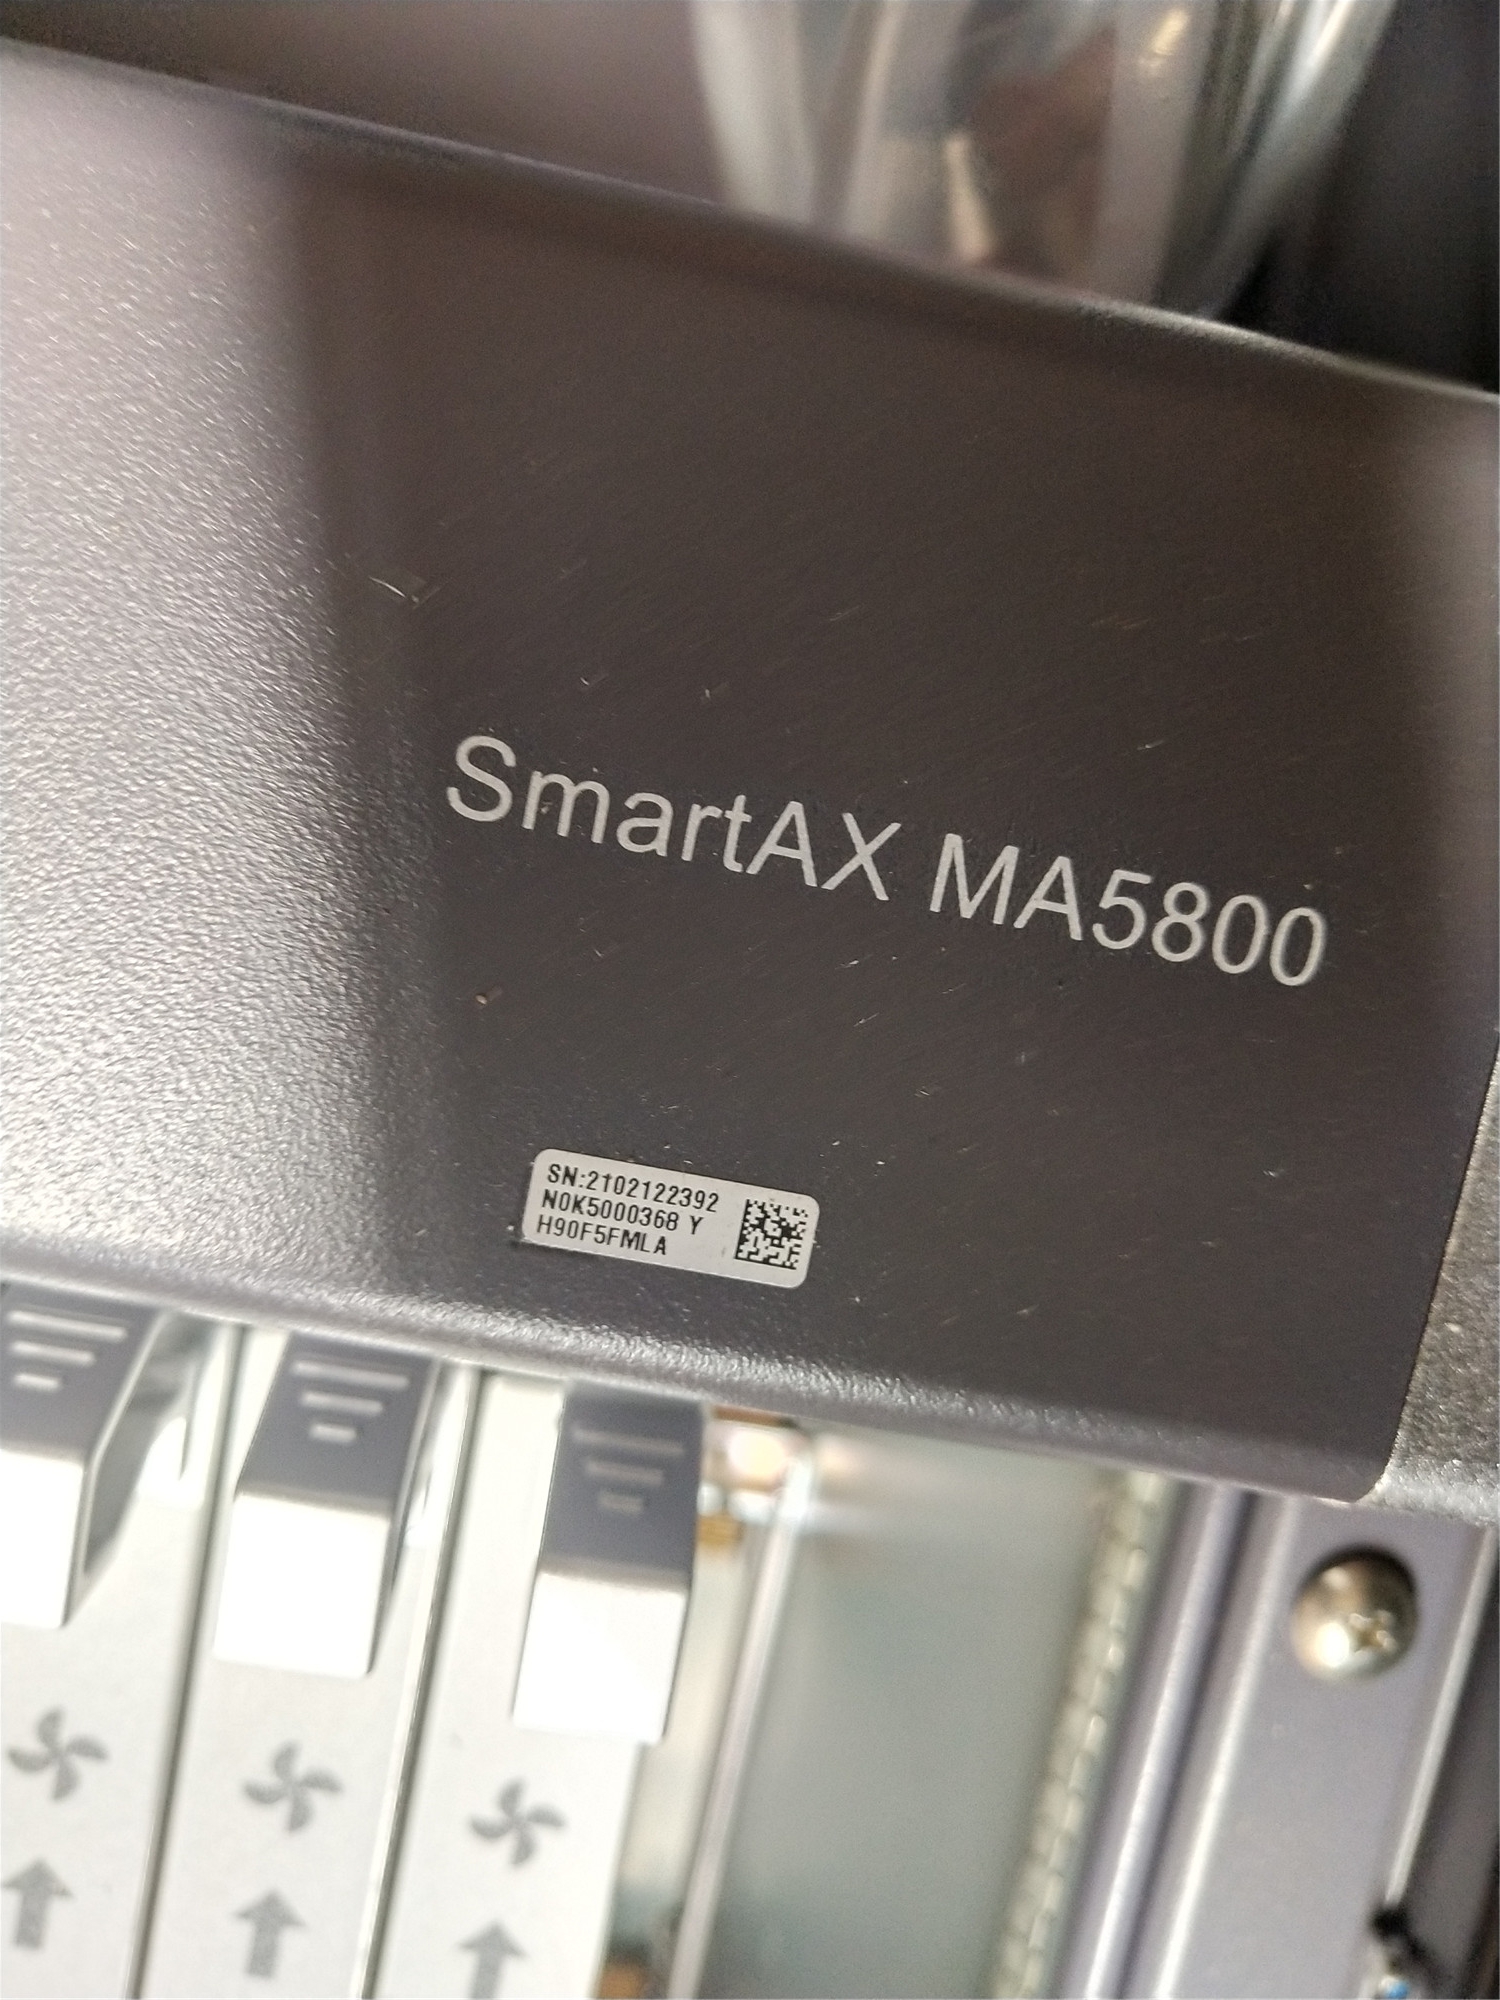 SmartAX MA5800
SN:2102122392
N0K5000368 Y
H90F5FMLA